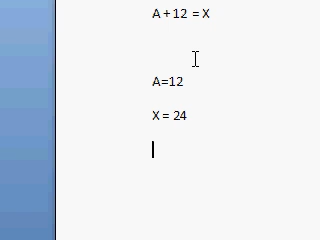 A + 12 = X
A=12
X = 24